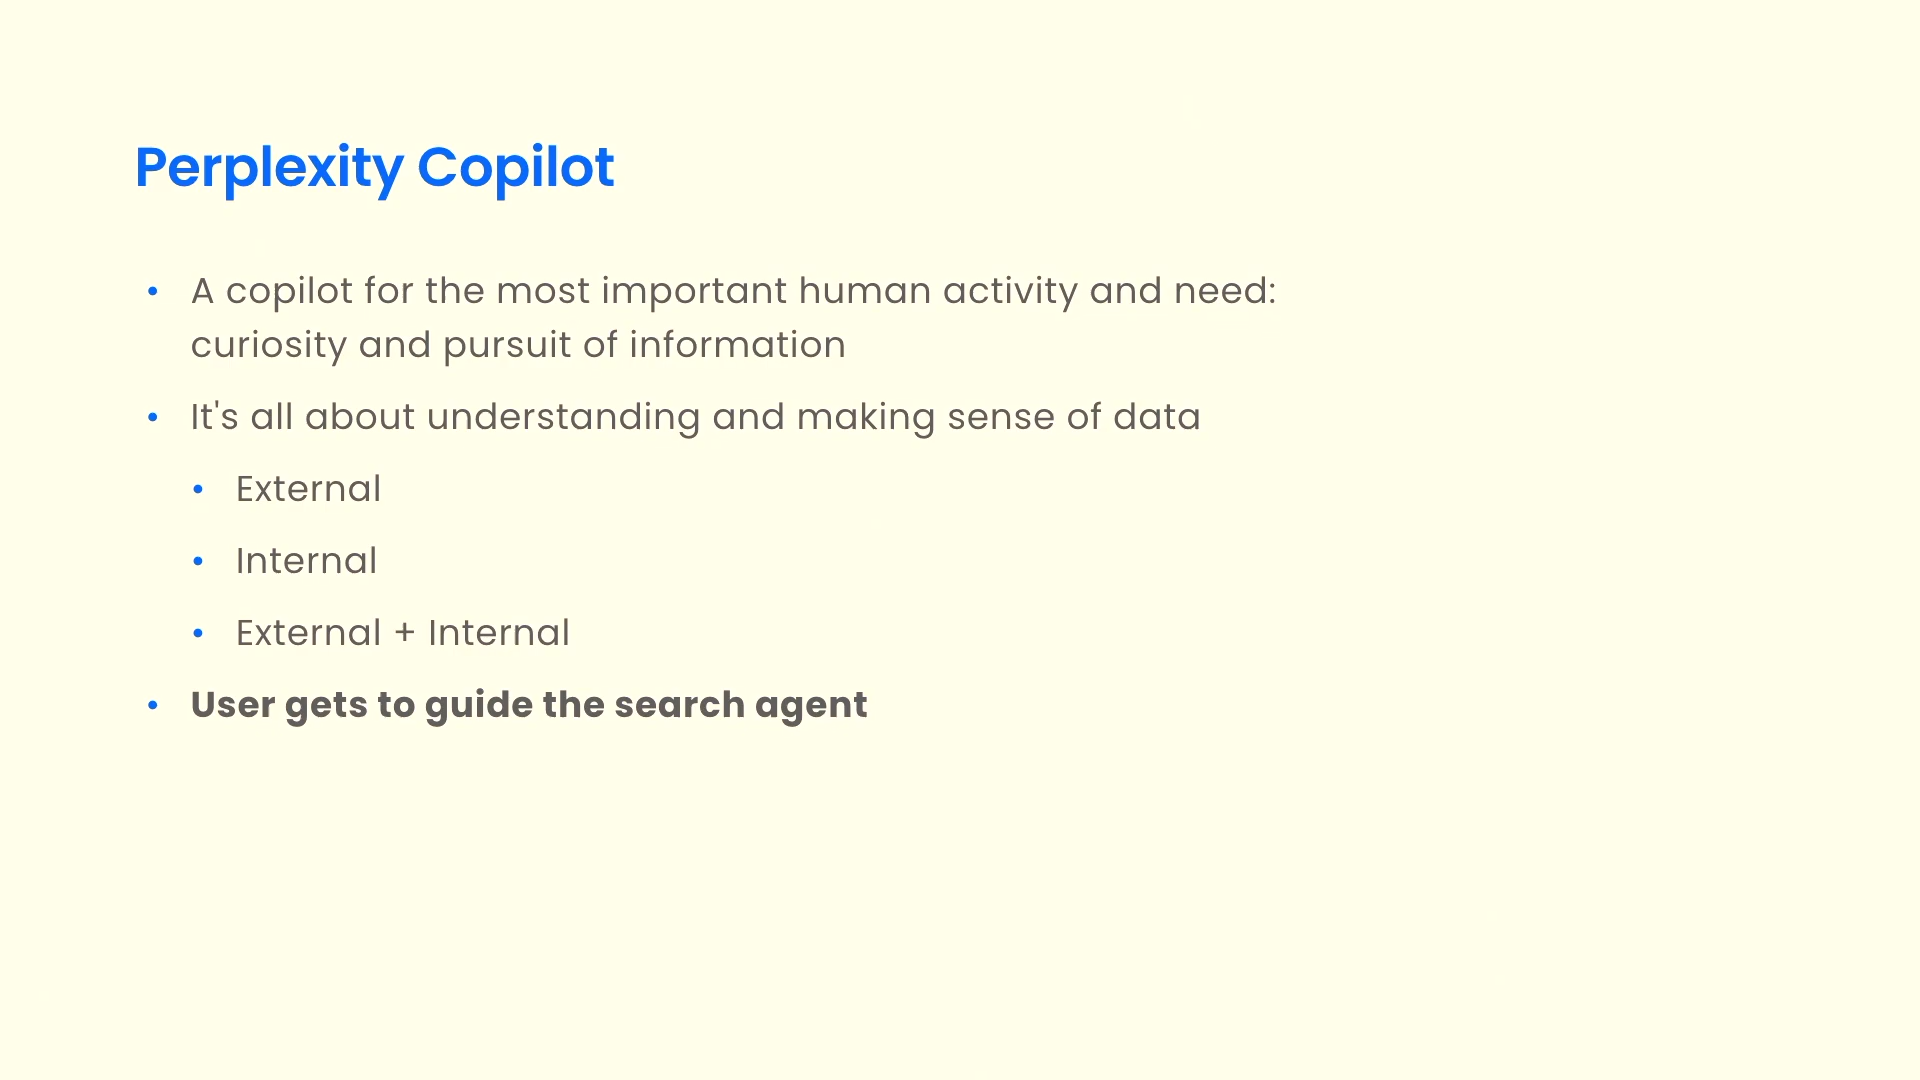 Perplexity Copilot
• A copilot for the most important human activity and need:
curiosity and pursuit of information
• It's all about understanding and making sense of data
• External
• Internal
• External + Internal
• User gets to guide the search agent